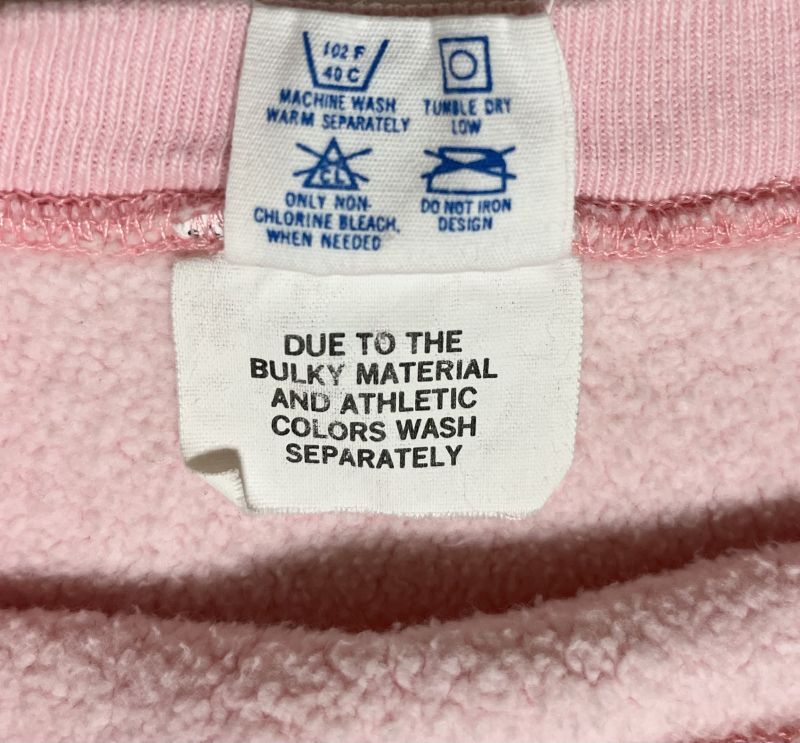 102 F
40 C
MACHINE WASH
WARM SEPARATELY
TUMBLE DRY
LOW
CL
ONLY NON-
CHLORINE BLEACH,
WHEN NEEDED
DO NOT IRON
DESIGN
DUE TO THE
BULKY MATERIAL
AND ATHLETIC
COLORS WASH
SEPARATELY